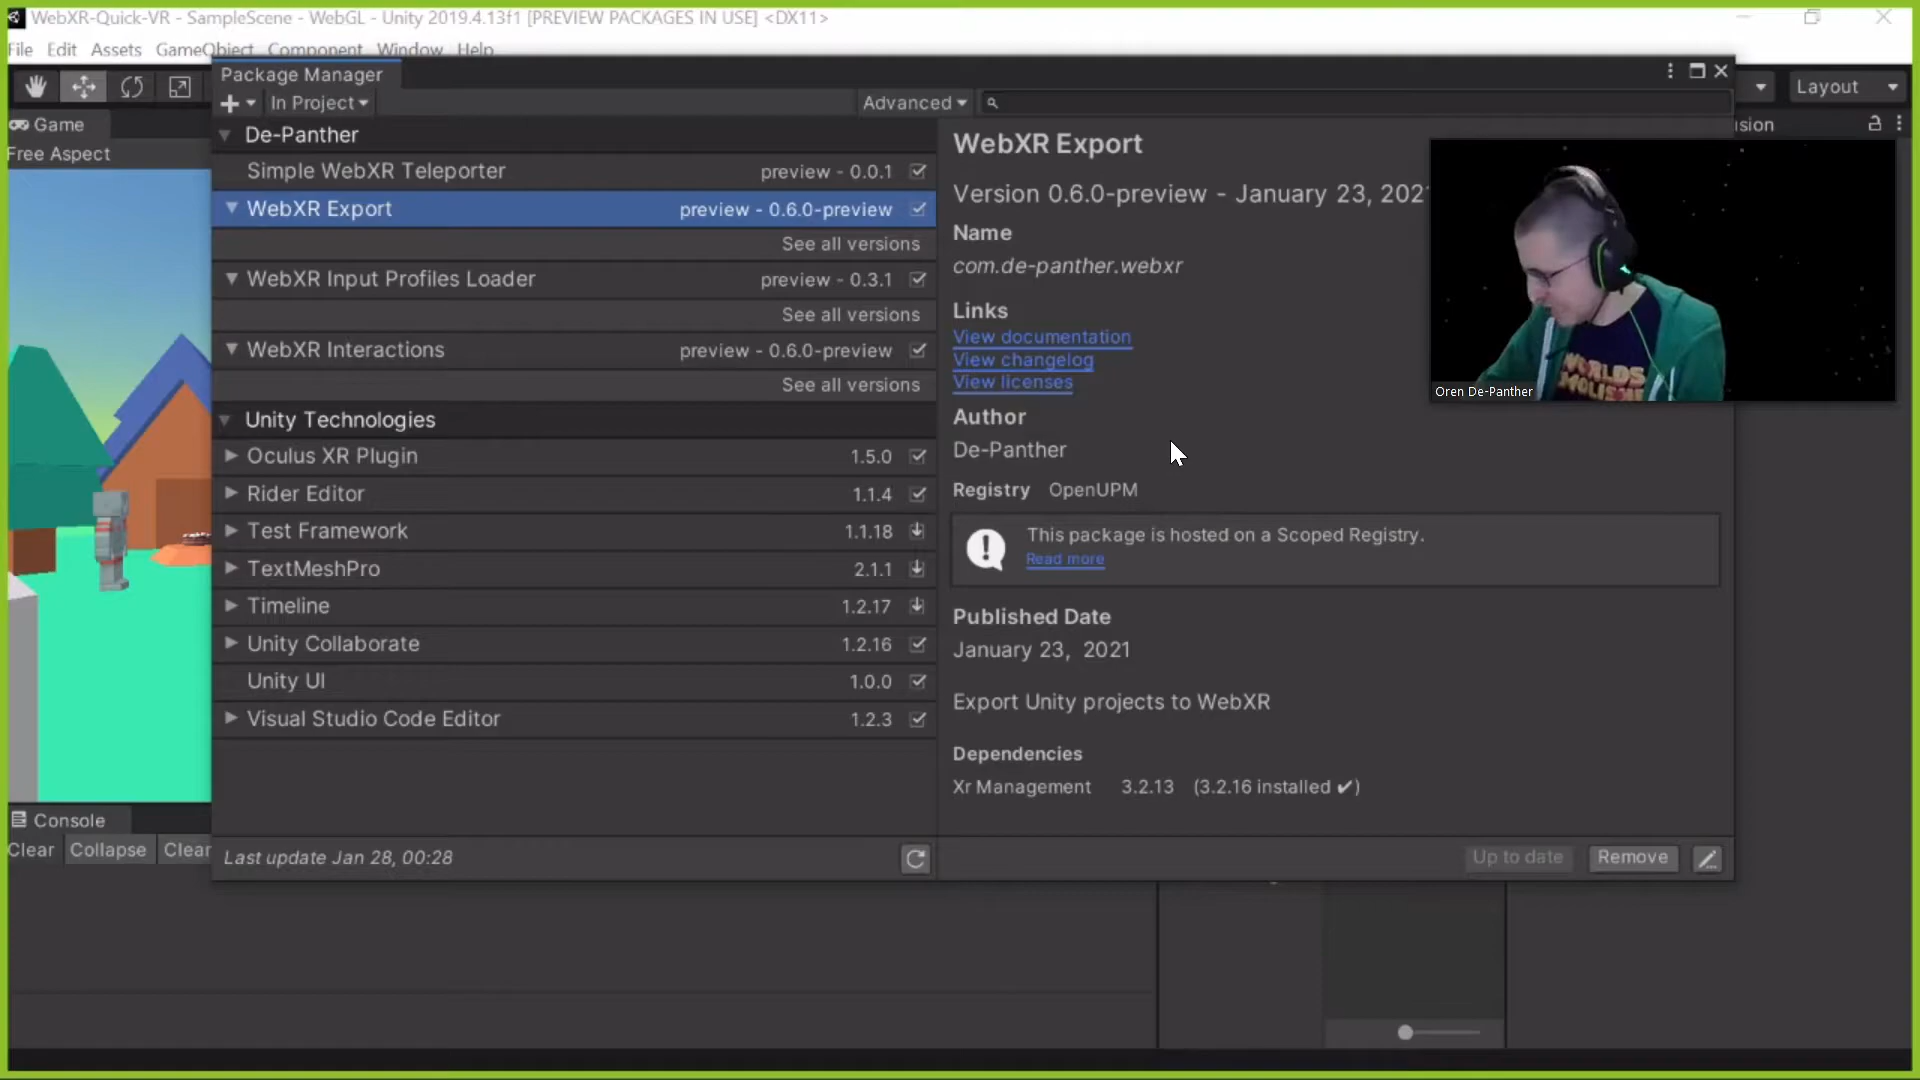 WebXR-Quick-VR - SampleScene - WebGL - Unity 2019.4.13f1 [PREVIEW PACKAGES IN USE] <DX11>
File Edit Assets GameObject Component Window Help
Package Manager
Layout
In Project
Advanced
Game
Free Aspect
De-Panther
Simple WebXR Teleporter preview - 0.0.1
WebXR Export preview - 0.6.0-preview
See all versions
WebXR Input Profiles Loader preview - 0.3.1
See all versions
WebXR Interactions preview - 0.6.0-preview
See all versions
Unity Technologies
Oculus XR Plugin 1.5.0
Rider Editor 1.1.4
Test Framework 1.1.18
TextMeshPro 2.1.1
Timeline 1.2.17
Unity Collaborate 1.2.16
Unity UI 1.0.0
Visual Studio Code Editor 1.2.3
Last update Jan 28, 00:28
WebXR Export
Version 0.6.0-preview - January 23, 202
Name
com.de-panther.webxr
Links
View documentation
View changelog
View licenses
Author
De-Panther
Registry OpenUPM
This package is hosted on a Scoped Registry.
Read more
Published Date
January 23, 2021
Export Unity projects to WebXR
Dependencies
Xr Management 3.2.13 (3.2.16 installed ✔)
Up to date Remove
WORLDS
Oren De-Panther
Console
Clear Collapse Clear